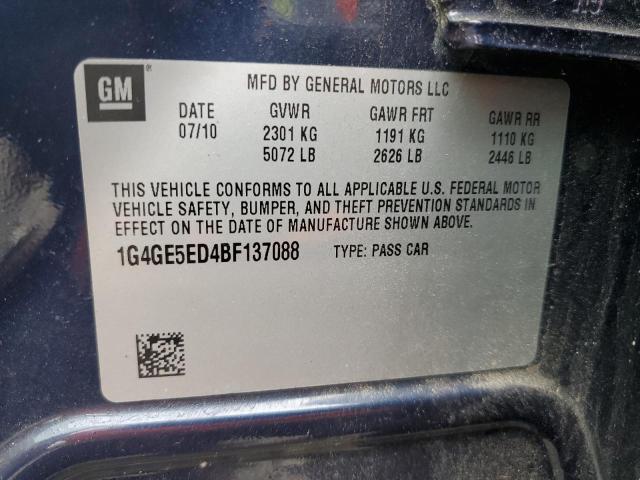 GM®
MFD BY GENERAL MOTORS LLC
DATE GVWR GAWR FRT GAWR RR
07/10 2301 KG 1191 KG 1110 KG
5072 LB 2626 LB 2446 LB
THIS VEHICLE CONFORMS TO ALL APPLICABLE U.S. FEDERAL MOTOR
VEHICLE SAFETY, BUMPER, AND THEFT PREVENTION STANDARDS IN
EFFECT ON THE DATE OF MANUFACTURE SHOWN ABOVE.
1G4GE5ED4BF137088 TYPE: PASS CAR